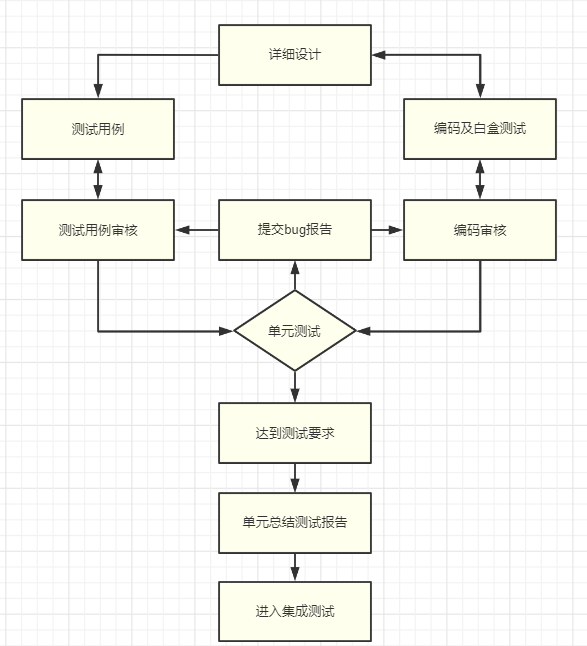 详细设计
测试用例
编码及白盒测试
测试用例审核
提交bug报告
编码审核
单元测试
达到测试要求
单元总结测试报告
进入集成测试